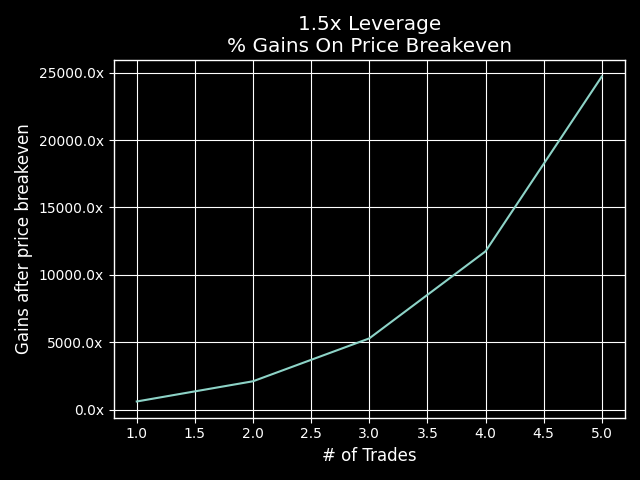 1.5x Leverage
% Gains On Price Breakeven
Gains after price breakeven
25000.0x
20000.0x
15000.0x
10000.0x
5000.0x
0.0x
1.0 1.5 2.0 2.5 3.0 3.5 4.0 4.5 5.0
# of Trades